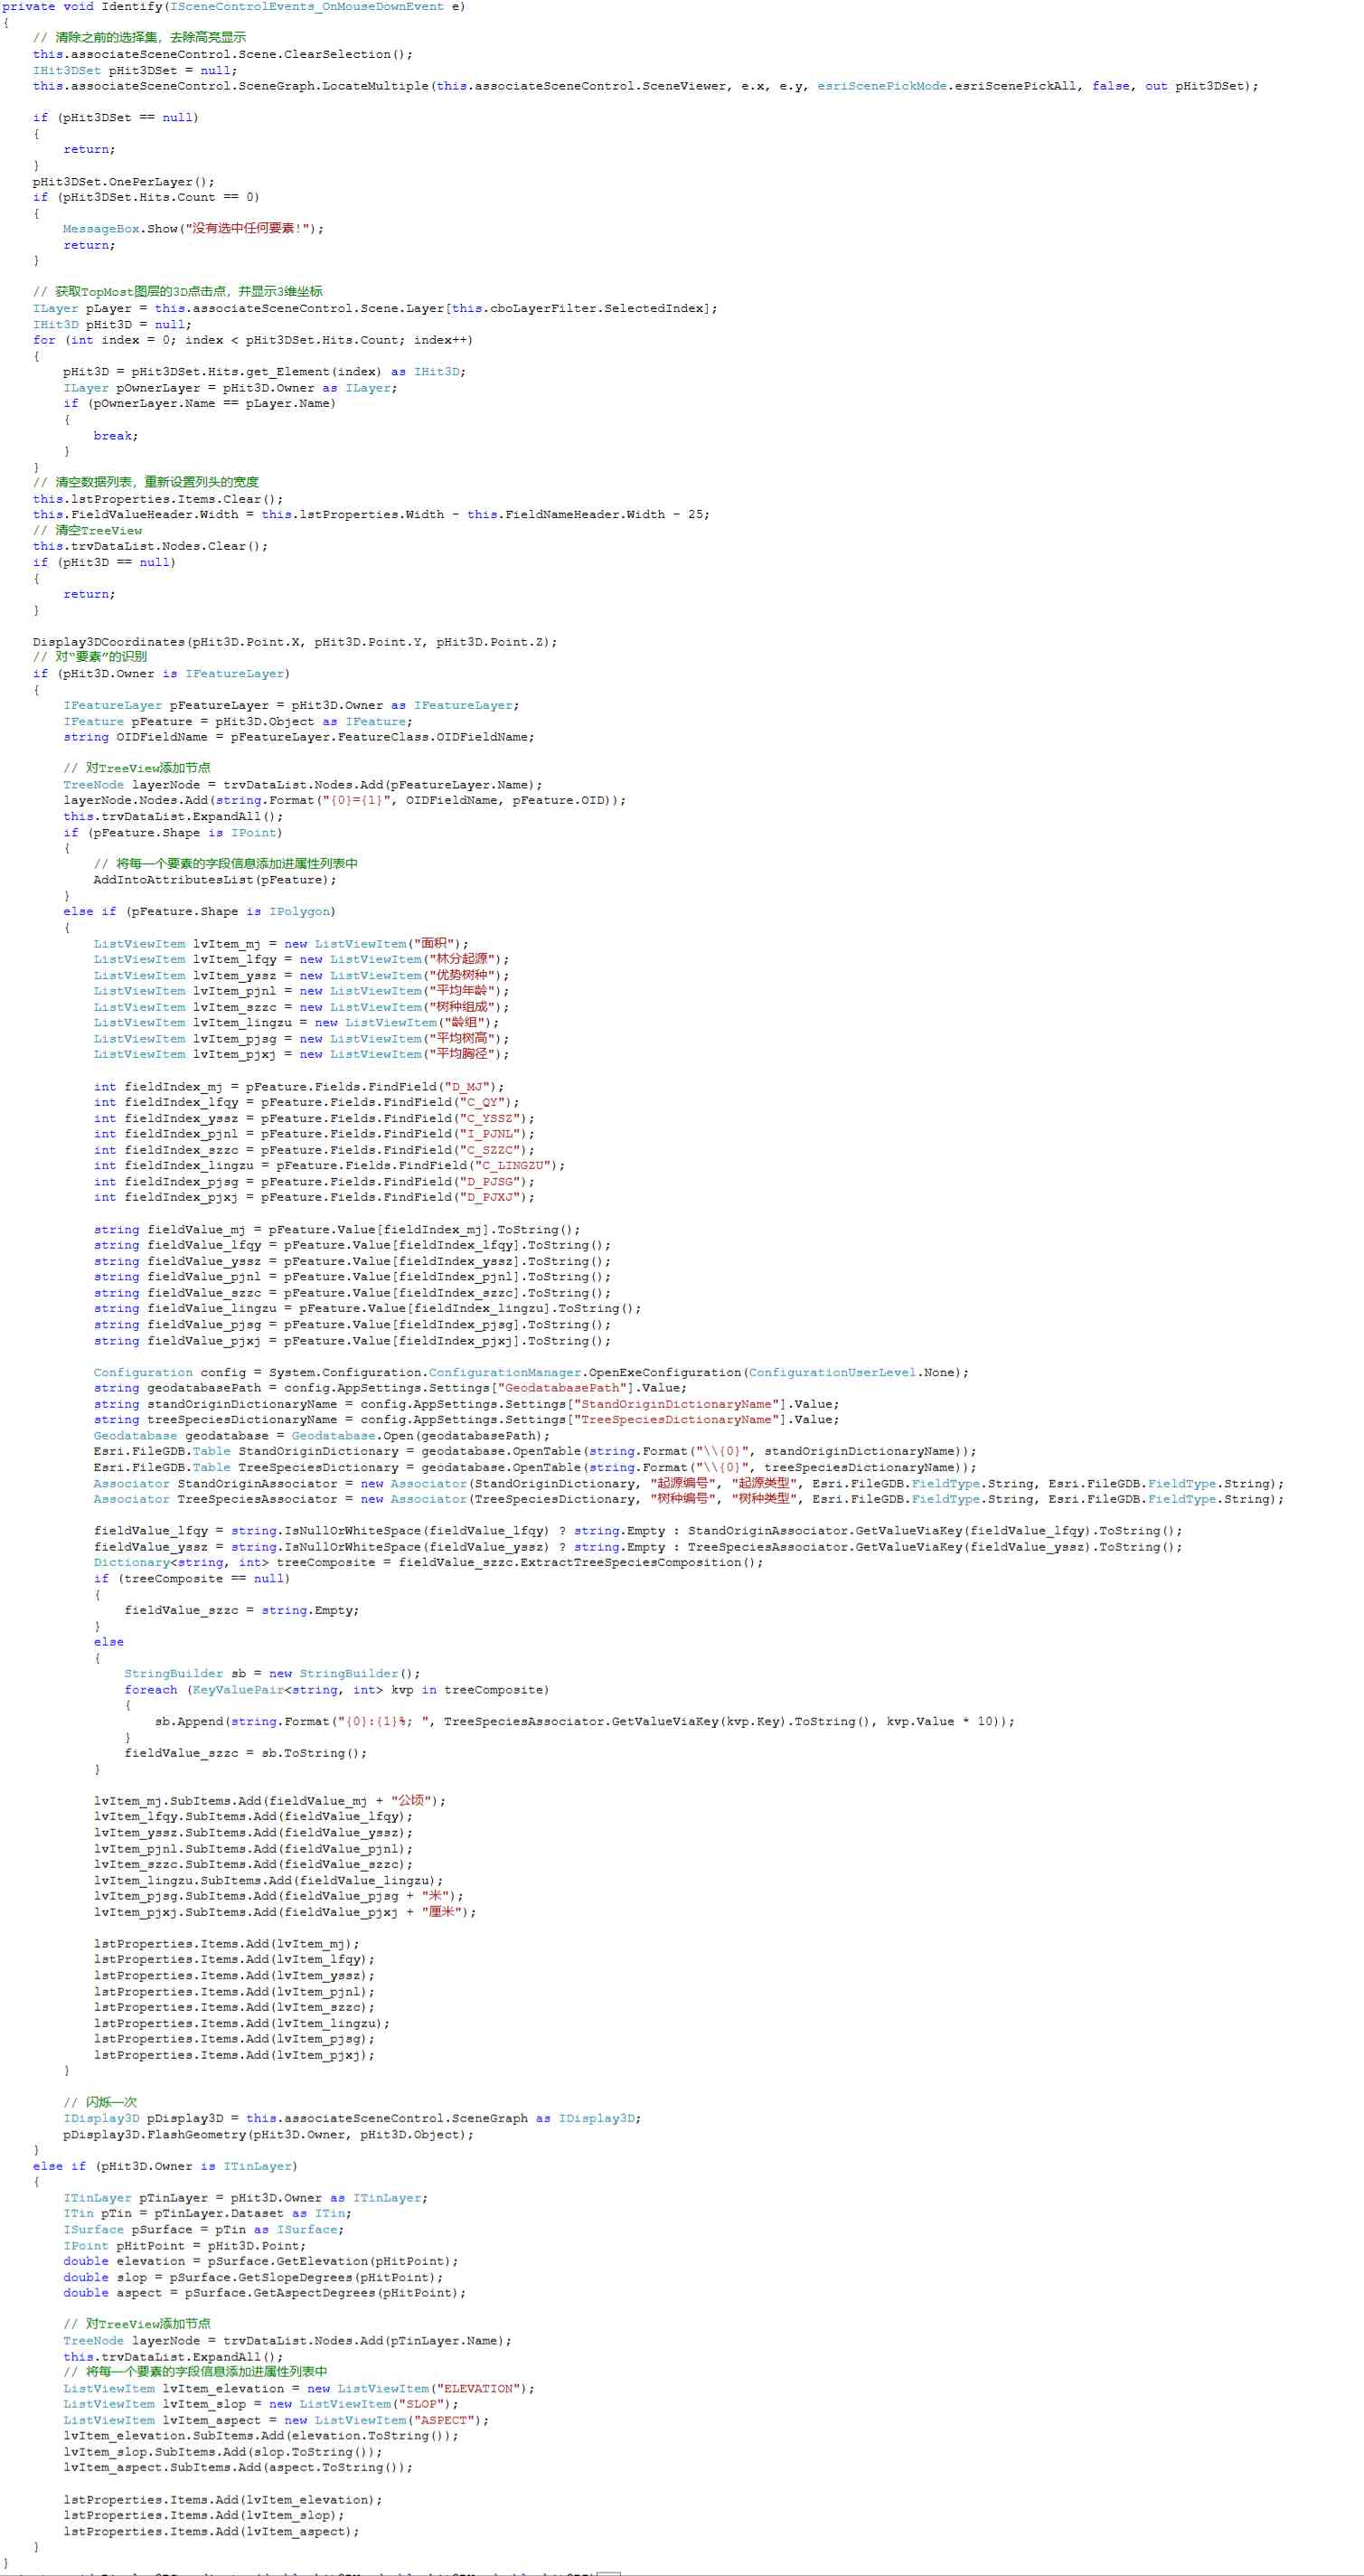 private void Identify(ISceneControlEvents_OnMouseDownEvent e)
{
    // 清除之前的选择集，去除高亮显示
    this.associateSceneControl.Scene.ClearSelection();
    IHit3DSet pHit3DSet = null;
    this.associateSceneControl.SceneGraph.LocateMultiple(this.associateSceneControl.SceneViewer, e.x, e.y, esriScenePickMode.esriScenePickAll, false, out pHit3DSet);

    if (pHit3DSet == null)
    {
        return;
    }
    pHit3DSet.OnePerLayer();
    if (pHit3DSet.Hits.Count == 0)
    {
        MessageBox.Show("没有选中任何要素!");
        return;
    }

    // 获取TopMost图层的3D点击点，并显示3维坐标
    ILayer pLayer = this.associateSceneControl.Scene.Layer[this.cboLayerFilter.SelectedIndex];
    IHit3D pHit3D = null;
    for (int index = 0; index < pHit3DSet.Hits.Count; index++)
    {
        pHit3D = pHit3DSet.Hits.get_Element(index) as IHit3D;
        ILayer pOwnerLayer = pHit3D.Owner as ILayer;
        if (pOwnerLayer.Name == pLayer.Name)
        {
            break;
        }
    }
    // 清空数据列表，重新设置列头的宽度
    this.lstProperties.Items.Clear();
    this.FieldValueHeader.Width = this.lstProperties.Width - this.FieldNameHeader.Width - 25;
    // 清空TreeView
    this.trvDataList.Nodes.Clear();
    if (pHit3D == null)
    {
        return;
    }

    Display3DCoordinates(pHit3D.Point.X, pHit3D.Point.Y, pHit3D.Point.Z);
    // 对“要素”的识别
    if (pHit3D.Owner is IFeatureLayer)
    {
        IFeatureLayer pFeatureLayer = pHit3D.Owner as IFeatureLayer;
        IFeature pFeature = pHit3D.Object as IFeature;
        string OIDFieldName = pFeatureLayer.FeatureClass.OIDFieldName;

        // 对TreeView添加节点
        TreeNode layerNode = trvDataList.Nodes.Add(pFeatureLayer.Name);
        layerNode.Nodes.Add(string.Format("{0}={1}", OIDFieldName, pFeature.OID));
        this.trvDataList.ExpandAll();
        if (pFeature.Shape is IPoint)
        {
            // 将每一个要素的字段信息添加进属性列表中
            AddIntoAttributesList(pFeature);
        }
        else if (pFeature.Shape is IPolygon)
        {
            ListViewItem lvItem_mj = new ListViewItem("面积");
            ListViewItem lvItem_lfqy = new ListViewItem("林分起源");
            ListViewItem lvItem_yssz = new ListViewItem("优势树种");
            ListViewItem lvItem_pjnl = new ListViewItem("平均年龄");
            ListViewItem lvItem_szzc = new ListViewItem("树种组成");
            ListViewItem lvItem_lingzu = new ListViewItem("龄组");
            ListViewItem lvItem_pjsg = new ListViewItem("平均树高");
            ListViewItem lvItem_pjxj = new ListViewItem("平均胸径");

            int fieldIndex_mj = pFeature.Fields.FindField("D_MJ");
            int fieldIndex_lfqy = pFeature.Fields.FindField("C_QY");
            int fieldIndex_yssz = pFeature.Fields.FindField("C_YSSZ");
            int fieldIndex_pjnl = pFeature.Fields.FindField("I_PJNL");
            int fieldIndex_szzc = pFeature.Fields.FindField("C_SZZC");
            int fieldIndex_lingzu = pFeature.Fields.FindField("C_LINGZU");
            int fieldIndex_pjsg = pFeature.Fields.FindField("D_PJSG");
            int fieldIndex_pjxj = pFeature.Fields.FindField("D_PJXJ");

            string fieldValue_mj = pFeature.Value[fieldIndex_mj].ToString();
            string fieldValue_lfqy = pFeature.Value[fieldIndex_lfqy].ToString();
            string fieldValue_yssz = pFeature.Value[fieldIndex_yssz].ToString();
            string fieldValue_pjnl = pFeature.Value[fieldIndex_pjnl].ToString();
            string fieldValue_szzc = pFeature.Value[fieldIndex_szzc].ToString();
            string fieldValue_lingzu = pFeature.Value[fieldIndex_lingzu].ToString();
            string fieldValue_pjsg = pFeature.Value[fieldIndex_pjsg].ToString();
            string fieldValue_pjxj = pFeature.Value[fieldIndex_pjxj].ToString();

            Configuration config = System.Configuration.ConfigurationManager.OpenExeConfiguration(ConfigurationUserLevel.None);
            string geodatabasePath = config.AppSettings.Settings["GeodatabasePath"].Value;
            string standOriginDictionaryName = config.AppSettings.Settings["StandOriginDictionaryName"].Value;
            string treeSpeciesDictionaryName = config.AppSettings.Settings["TreeSpeciesDictionaryName"].Value;
            Geodatabase geodatabase = Geodatabase.Open(geodatabasePath);
            Esri.FileGDB.Table StandOriginDictionary = geodatabase.OpenTable(string.Format("\\{0}", standOriginDictionaryName));
            Esri.FileGDB.Table TreeSpeciesDictionary = geodatabase.OpenTable(string.Format("\\{0}", treeSpeciesDictionaryName));
            Associator StandOriginAssociator = new Associator(StandOriginDictionary, "起源编号", "起源类型", Esri.FileGDB.FieldType.String, Esri.FileGDB.FieldType.String);
            Associator TreeSpeciesAssociator = new Associator(TreeSpeciesDictionary, "树种编号", "树种类型", Esri.FileGDB.FieldType.String, Esri.FileGDB.FieldType.String);

            fieldValue_lfqy = string.IsNullOrWhiteSpace(fieldValue_lfqy) ? string.Empty : StandOriginAssociator.GetValueViaKey(fieldValue_lfqy).ToString();
            fieldValue_yssz = string.IsNullOrWhiteSpace(fieldValue_yssz) ? string.Empty : TreeSpeciesAssociator.GetValueViaKey(fieldValue_yssz).ToString();
            Dictionary<string, int> treeComposite = fieldValue_szzc.ExtractTreeSpeciesComposition();
            if (treeComposite == null)
            {
                fieldValue_szzc = string.Empty;
            }
            else
            {
                StringBuilder sb = new StringBuilder();
                foreach (KeyValuePair<string, int> kvp in treeComposite)
                {
                    sb.Append(string.Format("{0}:{1}%; ", TreeSpeciesAssociator.GetValueViaKey(kvp.Key).ToString(), kvp.Value * 10));
                }
                fieldValue_szzc = sb.ToString();
            }

            lvItem_mj.SubItems.Add(fieldValue_mj + "公顷");
            lvItem_lfqy.SubItems.Add(fieldValue_lfqy);
            lvItem_yssz.SubItems.Add(fieldValue_yssz);
            lvItem_pjnl.SubItems.Add(fieldValue_pjnl);
            lvItem_szzc.SubItems.Add(fieldValue_szzc);
            lvItem_lingzu.SubItems.Add(fieldValue_lingzu);
            lvItem_pjsg.SubItems.Add(fieldValue_pjsg + "米");
            lvItem_pjxj.SubItems.Add(fieldValue_pjxj + "厘米");

            lstProperties.Items.Add(lvItem_mj);
            lstProperties.Items.Add(lvItem_lfqy);
            lstProperties.Items.Add(lvItem_yssz);
            lstProperties.Items.Add(lvItem_pjnl);
            lstProperties.Items.Add(lvItem_szzc);
            lstProperties.Items.Add(lvItem_lingzu);
            lstProperties.Items.Add(lvItem_pjsg);
            lstProperties.Items.Add(lvItem_pjxj);
        }

        // 闪烁一次
        IDisplay3D pDisplay3D = this.associateSceneControl.SceneGraph as IDisplay3D;
        pDisplay3D.FlashGeometry(pHit3D.Owner, pHit3D.Object);
    }
    else if (pHit3D.Owner is ITinLayer)
    {
        ITinLayer pTinLayer = pHit3D.Owner as ITinLayer;
        ITin pTin = pTinLayer.Dataset as ITin;
        ISurface pSurface = pTin as ISurface;
        IPoint pHitPoint = pHit3D.Point;
        double elevation = pSurface.GetElevation(pHitPoint);
        double slop = pSurface.GetSlopeDegrees(pHitPoint);
        double aspect = pSurface.GetAspectDegrees(pHitPoint);

        // 对TreeView添加节点
        TreeNode layerNode = trvDataList.Nodes.Add(pTinLayer.Name);
        this.trvDataList.ExpandAll();
        // 将每一个要素的字段信息添加进属性列表中
        ListViewItem lvItem_elevation = new ListViewItem("ELEVATION");
        ListViewItem lvItem_slop = new ListViewItem("SLOP");
        ListViewItem lvItem_aspect = new ListViewItem("ASPECT");
        lvItem_elevation.SubItems.Add(elevation.ToString());
        lvItem_slop.SubItems.Add(slop.ToString());
        lvItem_aspect.SubItems.Add(aspect.ToString());

        lstProperties.Items.Add(lvItem_elevation);
        lstProperties.Items.Add(lvItem_slop);
        lstProperties.Items.Add(lvItem_aspect);
    }
}